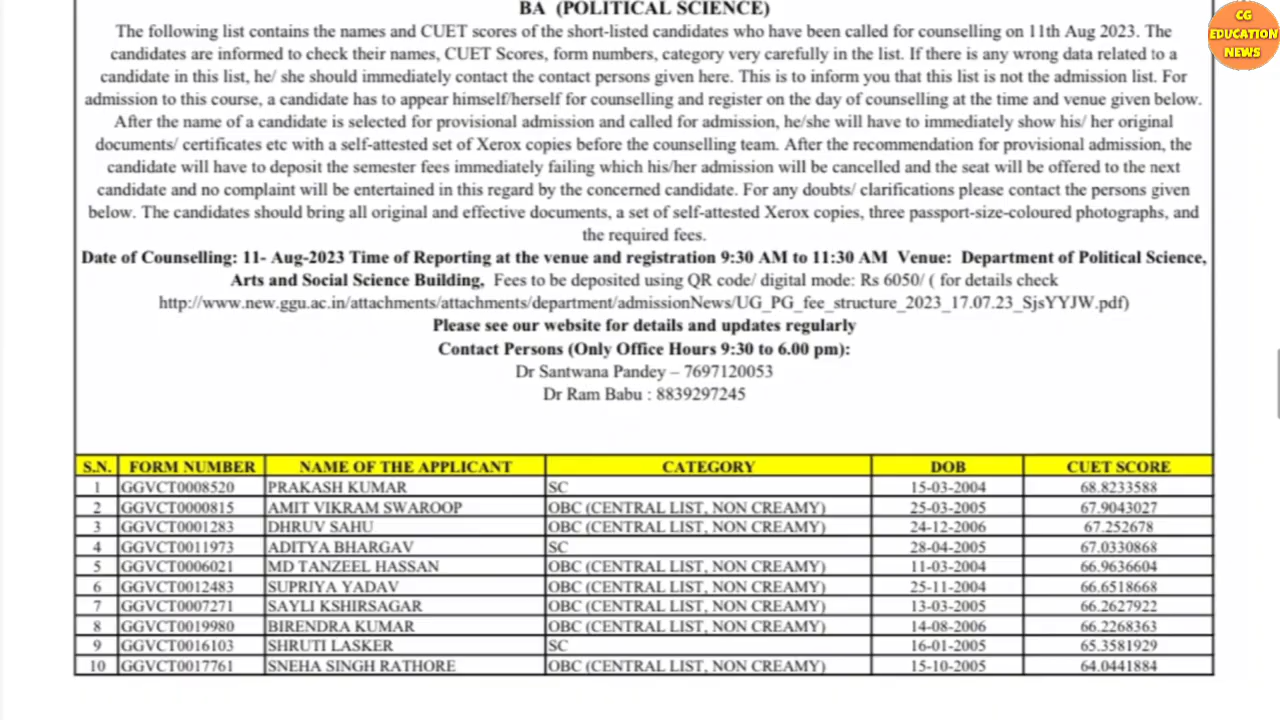 BA (POLITICAL SCIENCE)
CG
EDUCATION
NEWS
The following list contains the names and CUET scores of the short-listed candidates who have been called for counselling on 11th Aug 2023. The
candidates are informed to check their names, CUET Scores, form numbers, category very carefully in the list. If there is any wrong data related to a
candidate in this list, he/ she should immediately contact the contact persons given here. This is to inform you that this list is not the admission list. For
admission to this course, a candidate has to appear himself/herself for counselling and register on the day of counselling at the time and venue given below.
After the name of a candidate is selected for provisional admission and called for admission, he/she will have to immediately show his/ her original
documents/ certificates etc with a self-attested set of Xerox copies before the counselling team. After the recommendation for provisional admission, the
candidate will have to deposit the semester fees immediately failing which his/her admission will be cancelled and the seat will be offered to the next
candidate and no complaint will be entertained in this regard by the concerned candidate. For any doubts/ clarifications please contact the persons given
below. The candidates should bring all original and effective documents, a set of self-attested Xerox copies, three passport-size-coloured photographs, and
the required fees.
Date of Counselling: 11- Aug-2023 Time of Reporting at the venue and registration 9:30 AM to 11:30 AM Venue: Department of Political Science,
Arts and Social Science Building, Fees to be deposited using QR code/ digital mode: Rs 6050/ ( for details check
http://www.new.ggu.ac.in/attachments/attachments/department/admissionNews/UG_PG_fee_structure_2023_17.07.23_SjsYYJW.pdf)
Please see our website for details and updates regularly
Contact Persons (Only Office Hours 9:30 to 6.00 pm):
Dr Santwana Pandey – 7697120053
Dr Ram Babu : 8839297245
S.N. FORM NUMBER NAME OF THE APPLICANT CATEGORY DOB CUET SCORE
1 GGVCT0008520 PRAKASH KUMAR SC 15-03-2004 68.8233588
2 GGVCT0000815 AMIT VIKRAM SWAROOP OBC (CENTRAL LIST, NON CREAMY) 25-03-2005 67.9043027
3 GGVCT0001283 DHRUV SAHU OBC (CENTRAL LIST, NON CREAMY) 24-12-2006 67.252678
4 GGVCT0011973 ADITYA BHARGAV SC 28-04-2005 67.0330868
5 GGVCT0006021 MD TANZEEL HASSAN OBC (CENTRAL LIST, NON CREAMY) 11-03-2004 66.9636604
6 GGVCT0012483 SUPRIYA YADAV OBC (CENTRAL LIST, NON CREAMY) 25-11-2004 66.6518668
7 GGVCT0007271 SAYLI KSHIRSAGAR OBC (CENTRAL LIST, NON CREAMY) 13-03-2005 66.2627922
8 GGVCT0019980 BIRENDRA KUMAR OBC (CENTRAL LIST, NON CREAMY) 14-08-2006 66.2268363
9 GGVCT0016103 SHRUTI LASKER SC 16-01-2005 65.3581929
10 GGVCT0017761 SNEHA SINGH RATHORE OBC (CENTRAL LIST, NON CREAMY) 15-10-2005 64.0441884